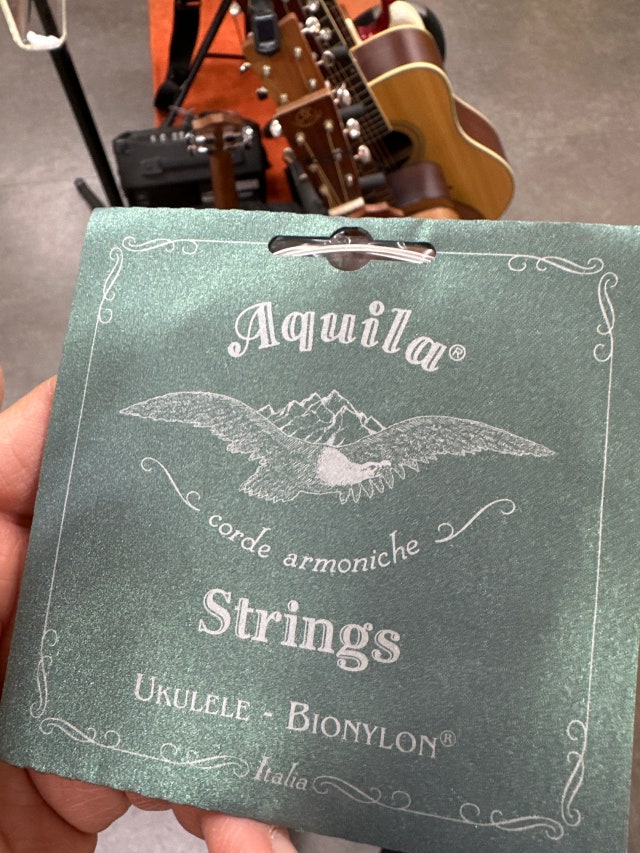 Aquila®
corde armoniche
Strings
UKULELE - BIONYLON®
Italia